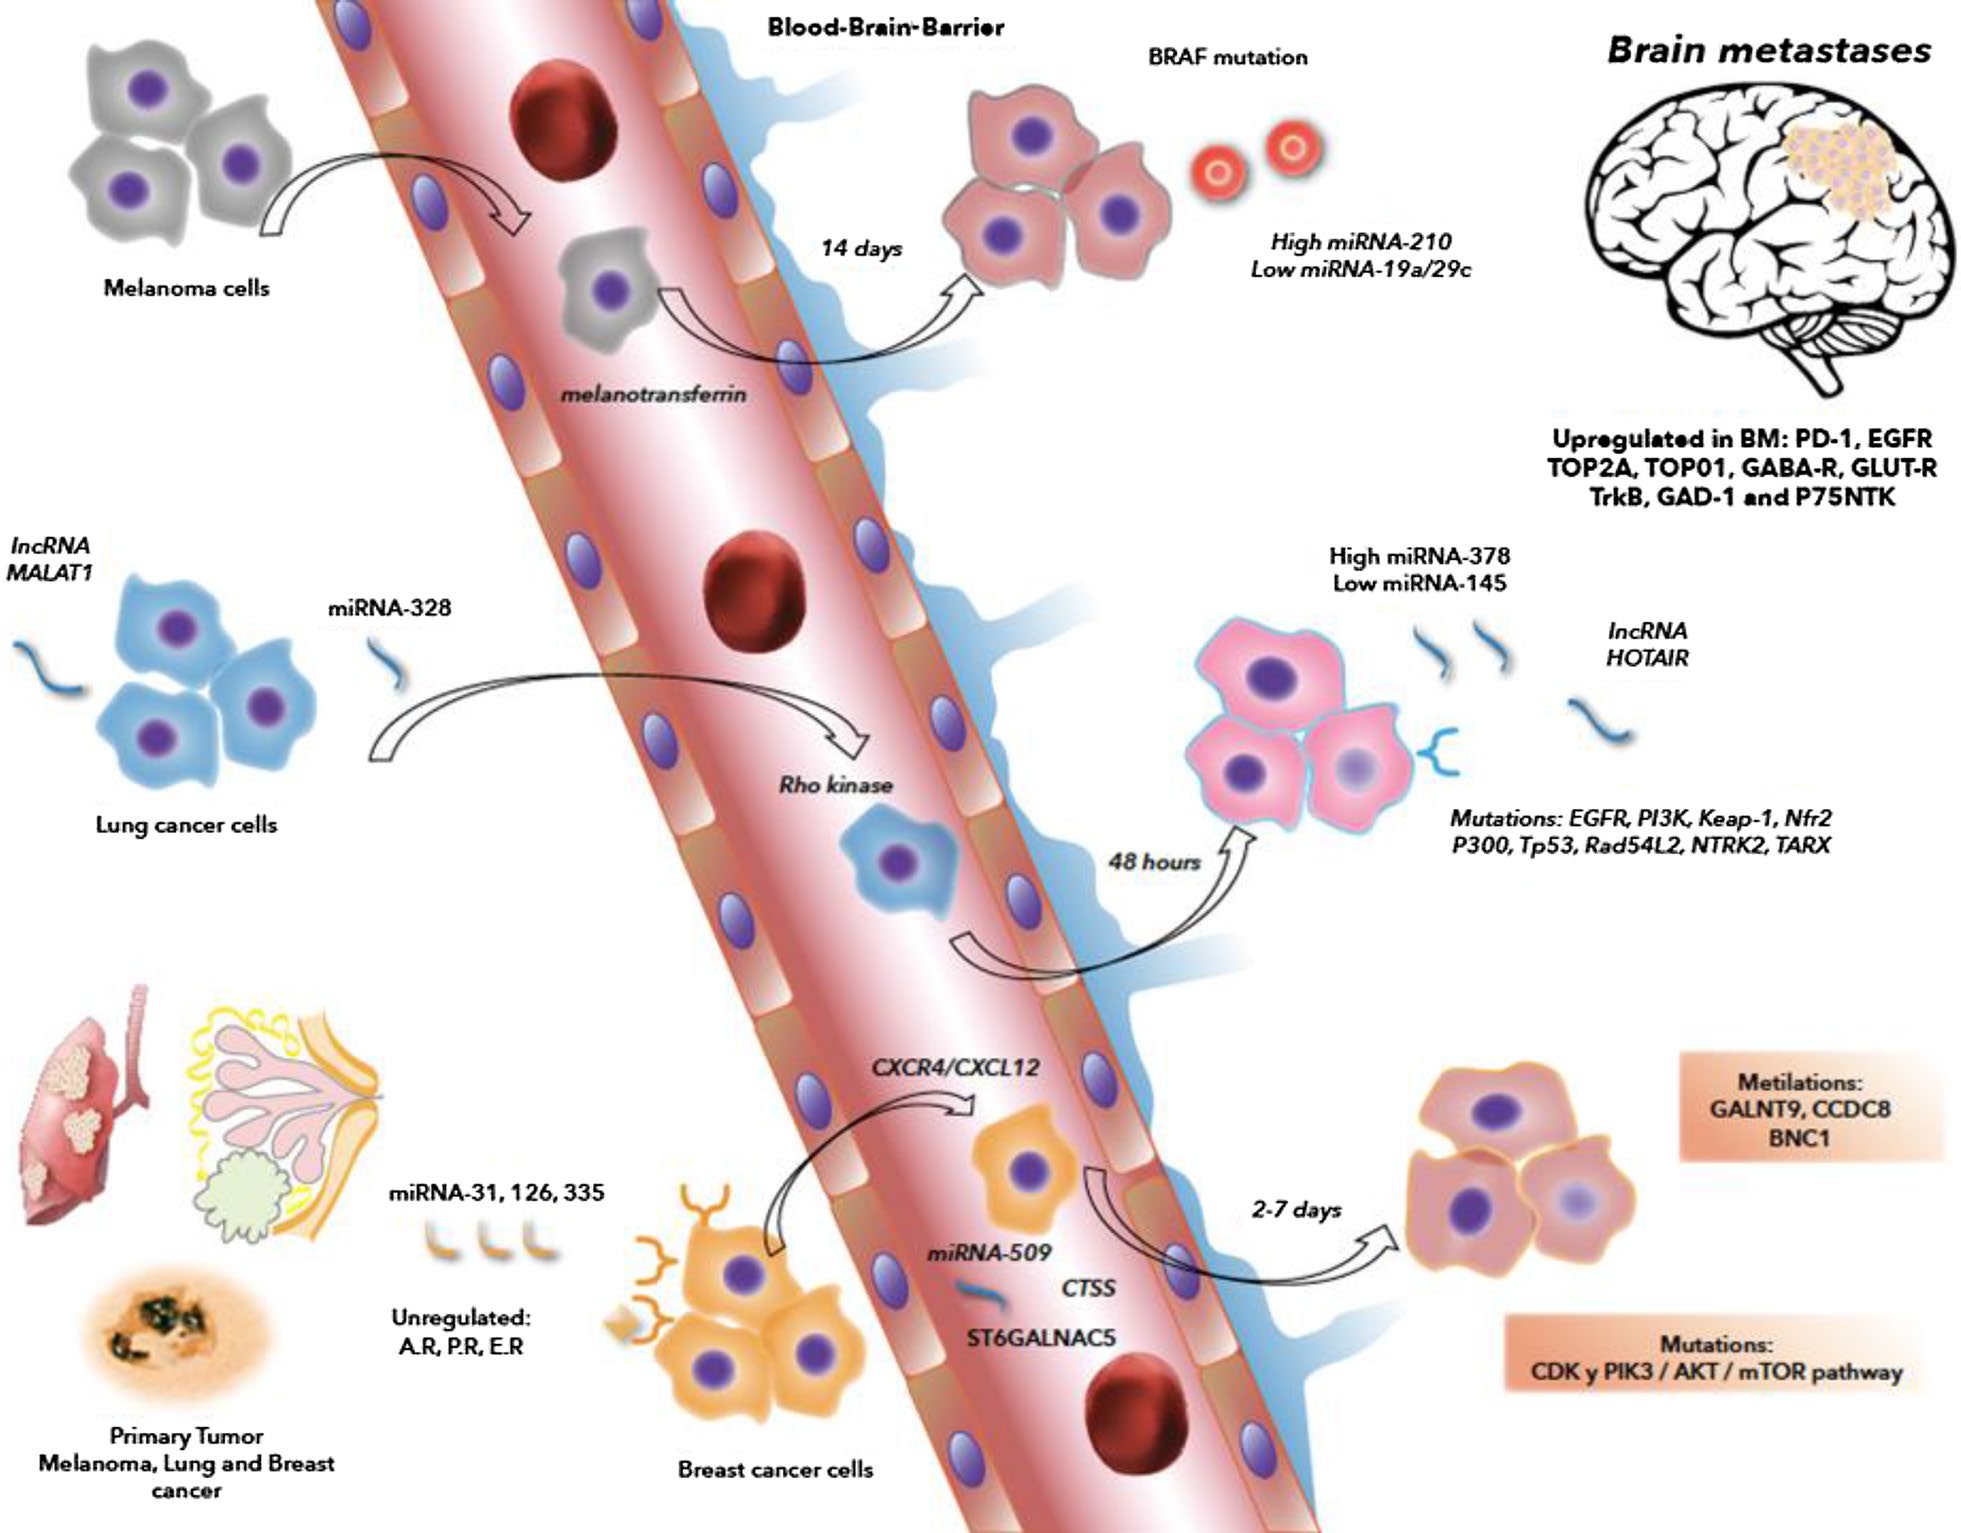 Blood-Brain-Barrier
BRAF mutation
Brain metastases
14 days
High miRNA-210
Low miRNA-19a/29c
Melanoma cells
melanotransferrin
Upregulated in BM: PD-1, EGFR
TOP2A, TOP01, GABA-R, GLUT-R
TrkB, GAD-1 and P75NTK
lncRNA
MALAT1
miRNA-328
High miRNA-378
Low miRNA-145
lncRNA
HOTAIR
Rho kinase
Lung cancer cells
48 hours
Mutations: EGFR, PI3K, Keap-1, Nfr2
P300, Tp53, Rad54L2, NTRK2, TARX
CXCR4/CXCL12
Metilations:
GALNT9, CCDC8
BNC1
miRNA-31, 126, 335
2-7 days
miRNA-509
CTSS
ST6GALNAC5
Unregulated:
A.R, P.R, E.R
Mutations:
CDK y PIK3 / AKT / mTOR pathway
Primary Tumor
Melanoma, Lung and Breast
cancer
Breast cancer cells